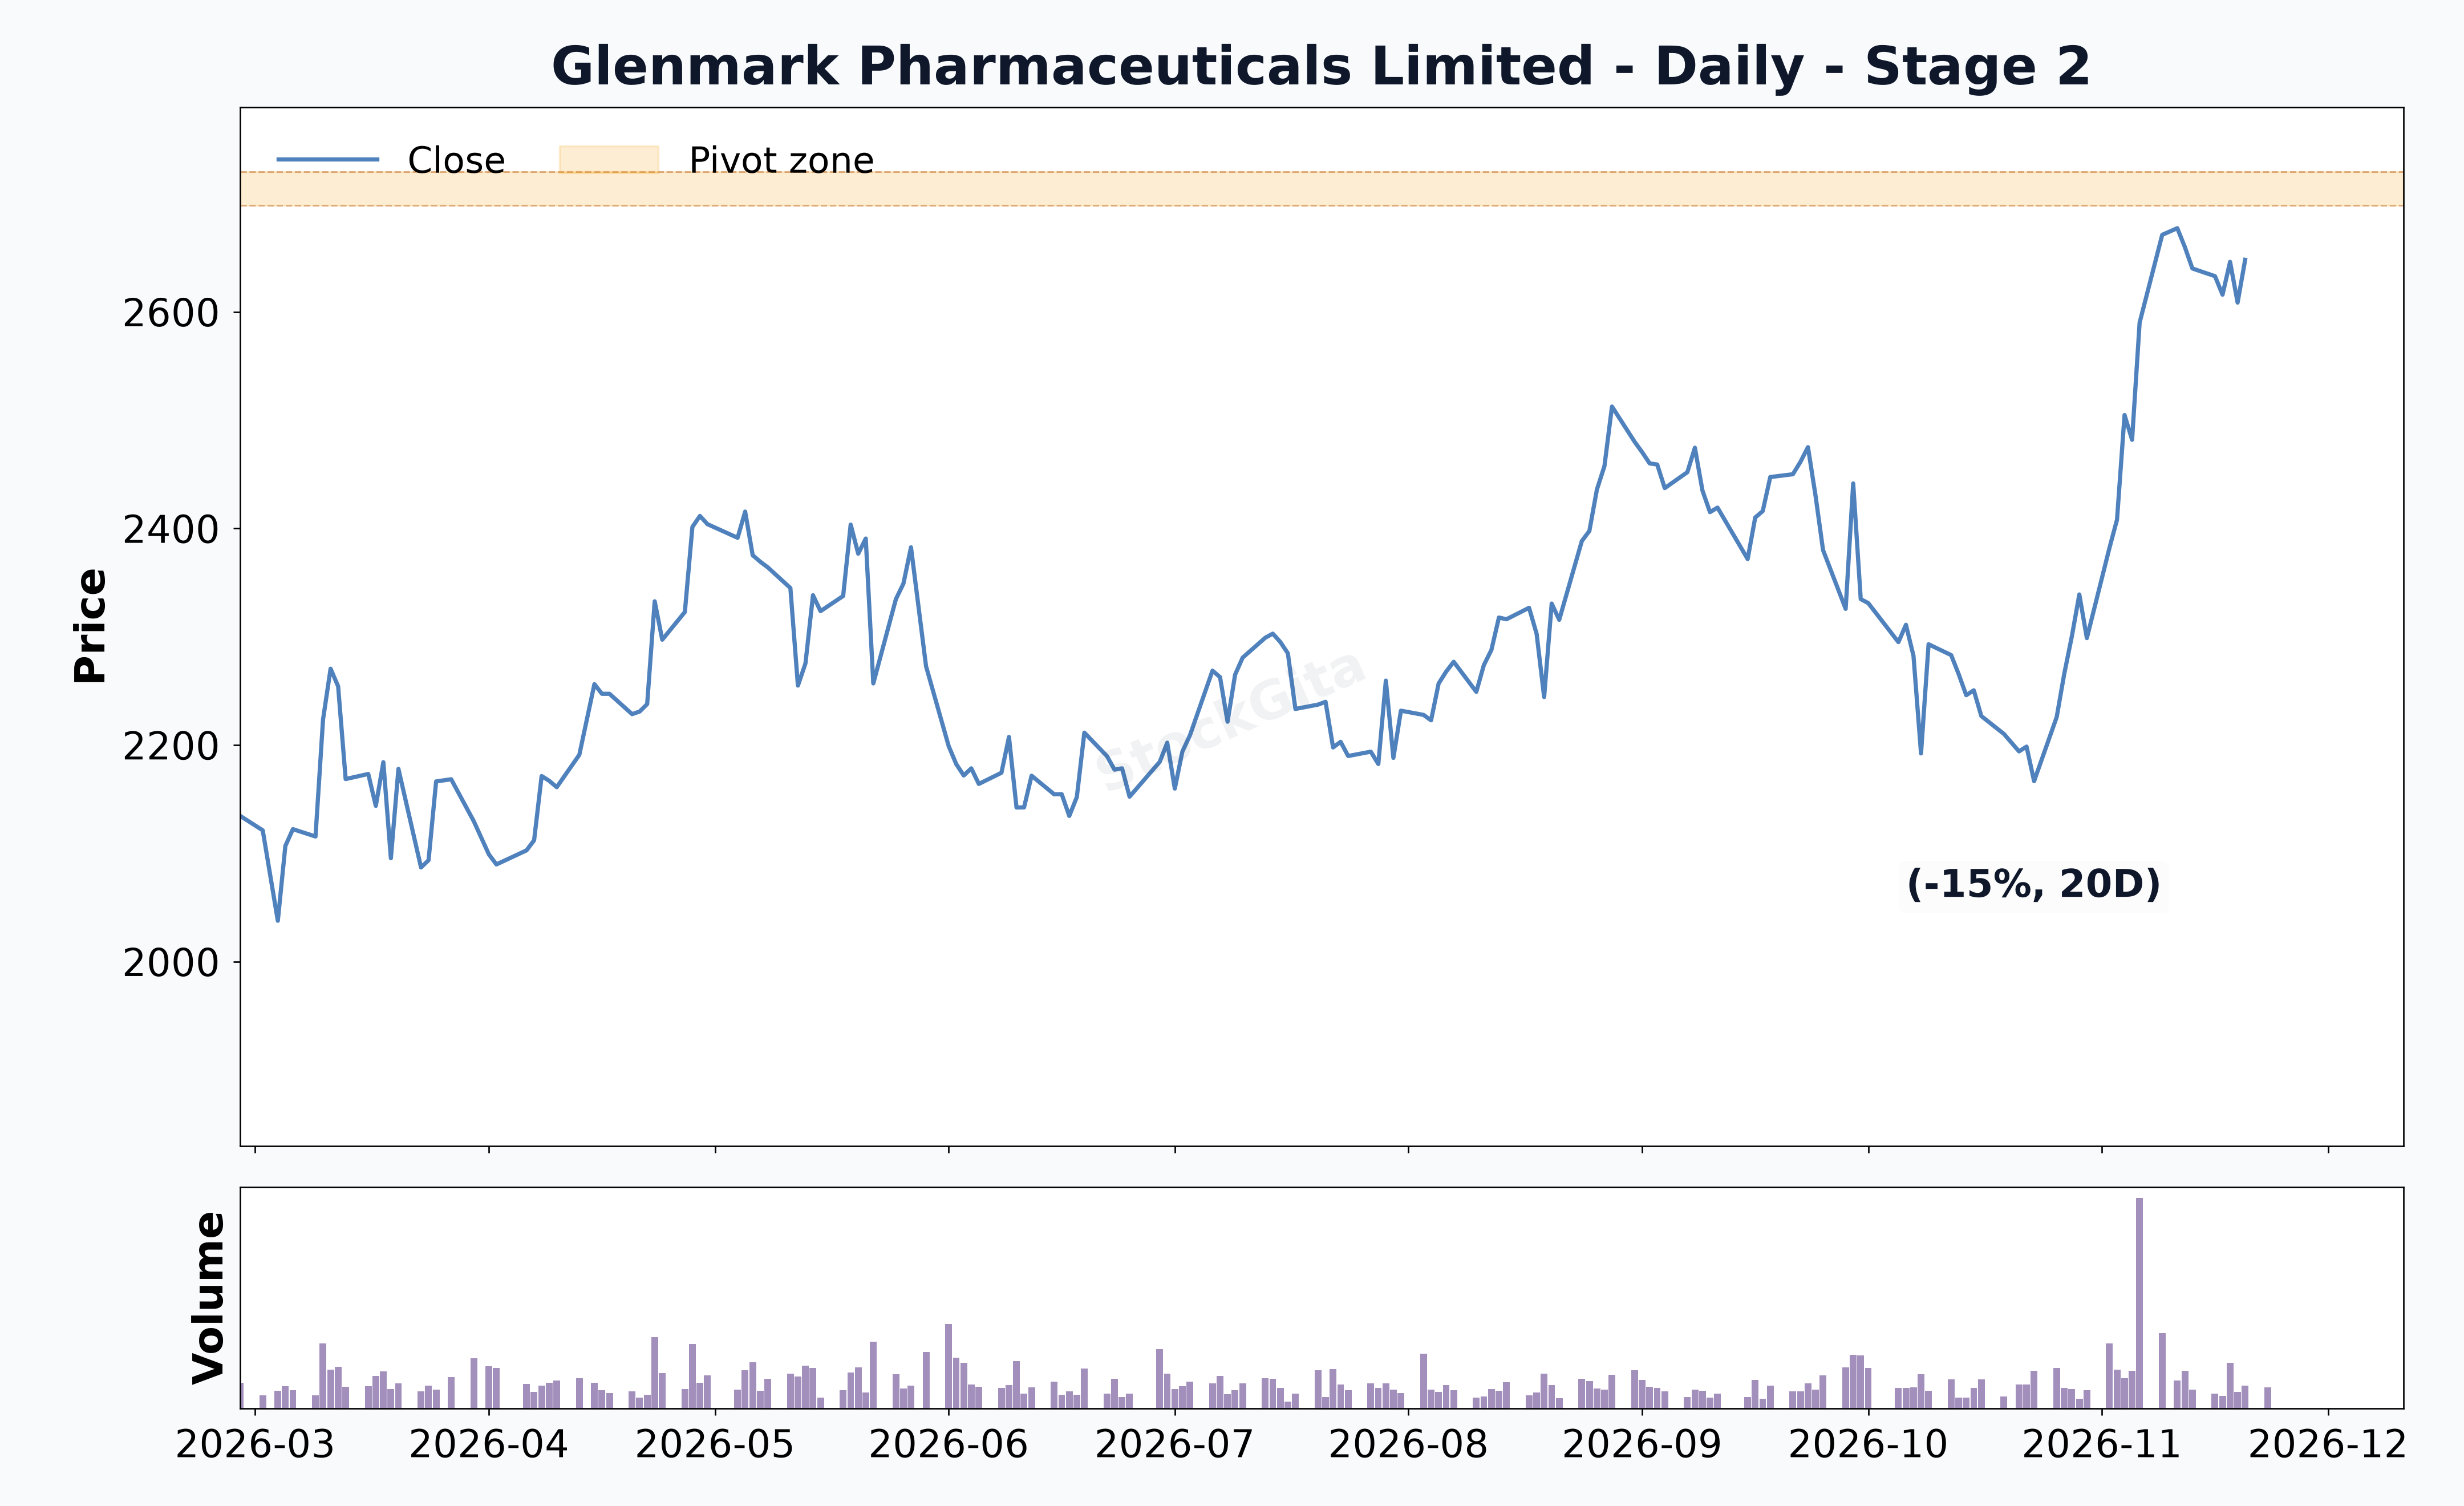 Glenmark Pharmaceuticals Limited - Daily - Stage 2
Close
Pivot zone
Price
2600
2400
2200
2000
StockGita
(-15%, 20D)
Volume
2026-03
2026-04
2026-05
2026-06
2026-07
2026-08
2026-09
2026-10
2026-11
2026-12